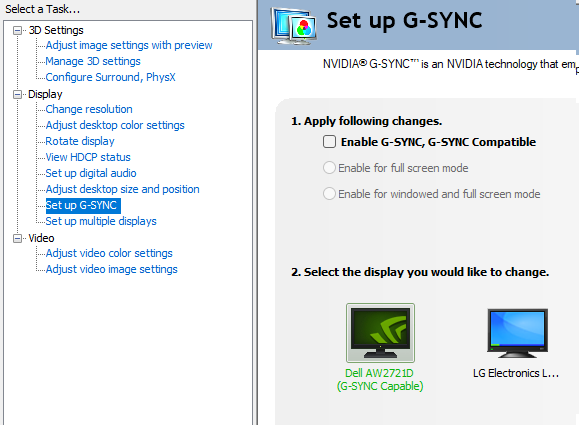 Select a Task...
3D Settings
Adjust image settings with preview
Manage 3D settings
Configure Surround, PhysX
Display
Change resolution
Adjust desktop color settings
Rotate display
View HDCP status
Set up digital audio
Adjust desktop size and position
Set up G-SYNC
Set up multiple displays
Video
Adjust video color settings
Adjust video image settings
Set up G-SYNC
NVIDIA® G-SYNC™ is an NVIDIA technology that
1. Apply following changes.
Enable G-SYNC, G-SYNC Compatible
Enable for full screen mode
Enable for windowed and full screen mode
2. Select the display you would like to change.
Dell AW2721D
(G-SYNC Capable)
LG Electronics L...